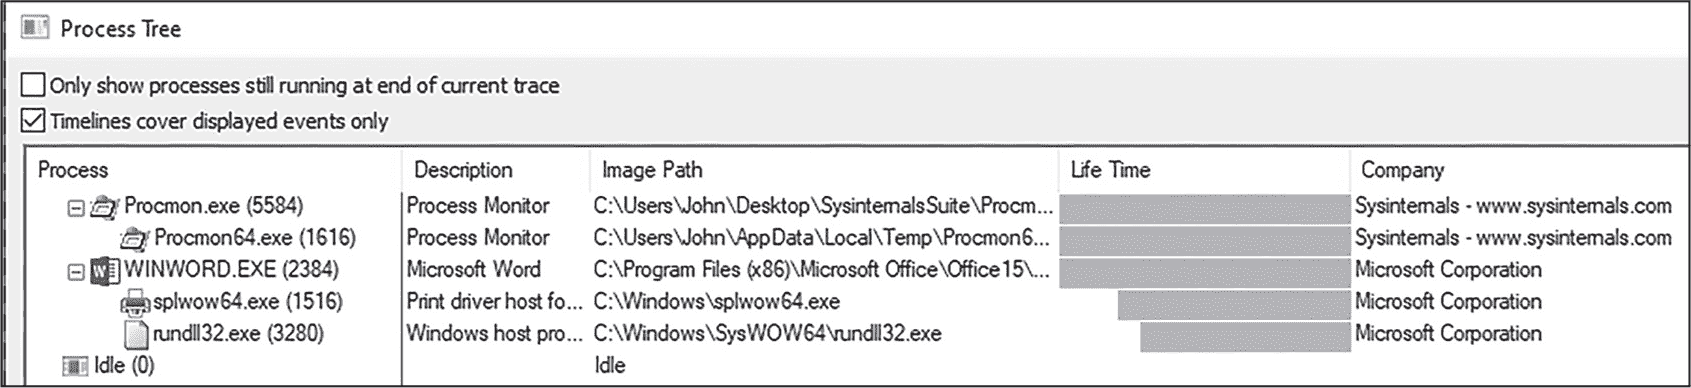 Process Tree
Only show processes still running at end of current trace
Timelines cover displayed events only
Process Description Image Path Life Time Company
Procmon.exe (5584) Process Monitor C:\Users\John\Desktop\SysinternalsSuite\Procm... Sysinternals - www.sysinternals.com
Procmon64.exe (1616) Process Monitor C:\Users\John\AppData\Local\Temp\Procmon6... Sysinternals - www.sysinternals.com
WINWORD.EXE (2384) Microsoft Word C:\Program Files (x86)\Microsoft Office\Office15\... Microsoft Corporation
splwow64.exe (1516) Print driver host fo... C:\Windows\splwow64.exe Microsoft Corporation
rundll32.exe (3280) Windows host pro... C:\Windows\SysWOW64\rundll32.exe Microsoft Corporation
Idle (0) Idle